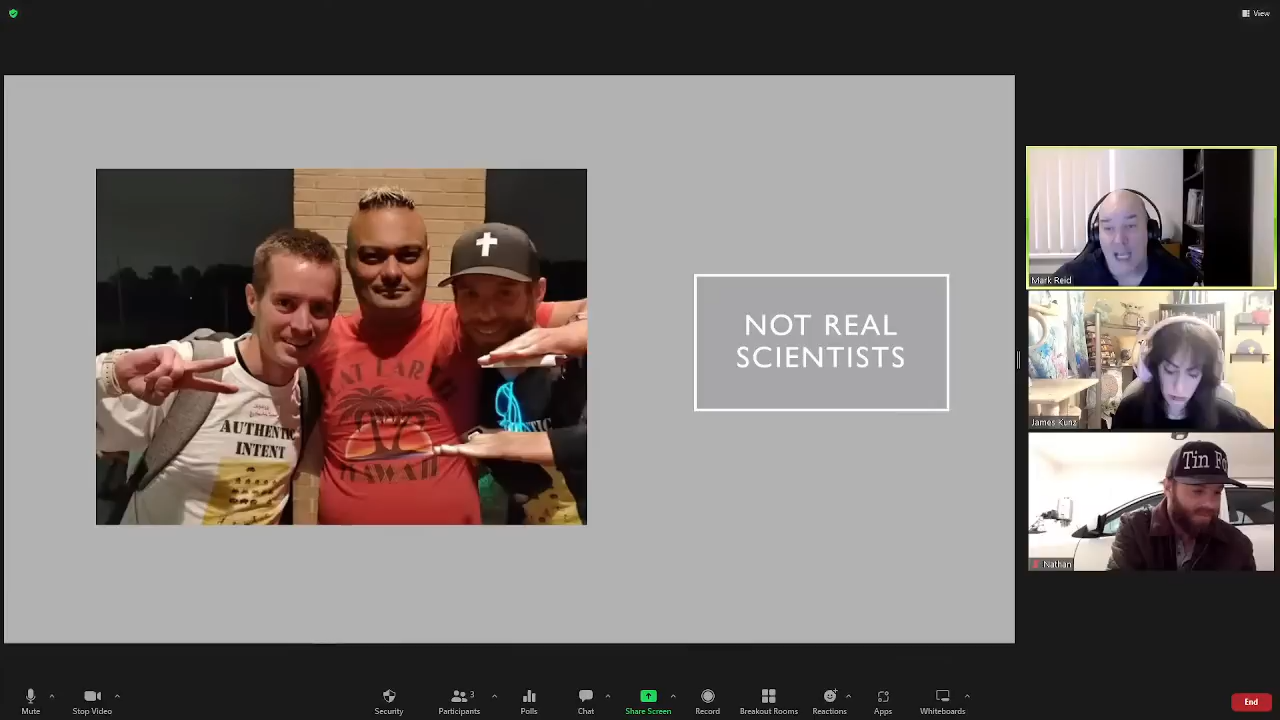 View
NOT REAL
SCIENTISTS
AUTHENTIC
INTENT
HAWAII
Mark Reid
James Kunz
Tin
Nathan
Mute
Stop Video
Security
Participants
3
Polls
Chat
Share Screen
Record
Breakout Rooms
Reactions
Apps
Whiteboards
End